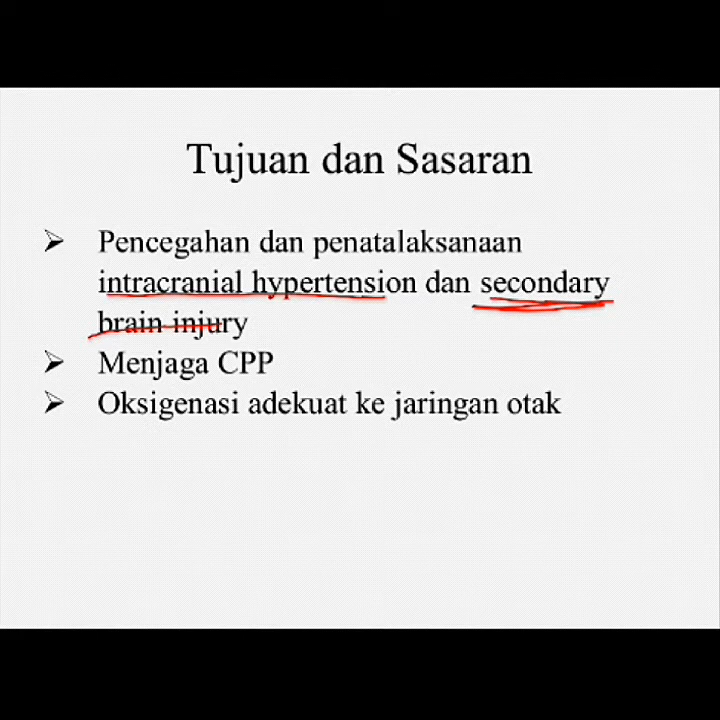 Tujuan dan Sasaran
Pencegahan dan penatalaksanaan
intracranial hypertension dan secondary
brain injury
Menjaga CPP
Oksigenasi adekuat ke jaringan otak